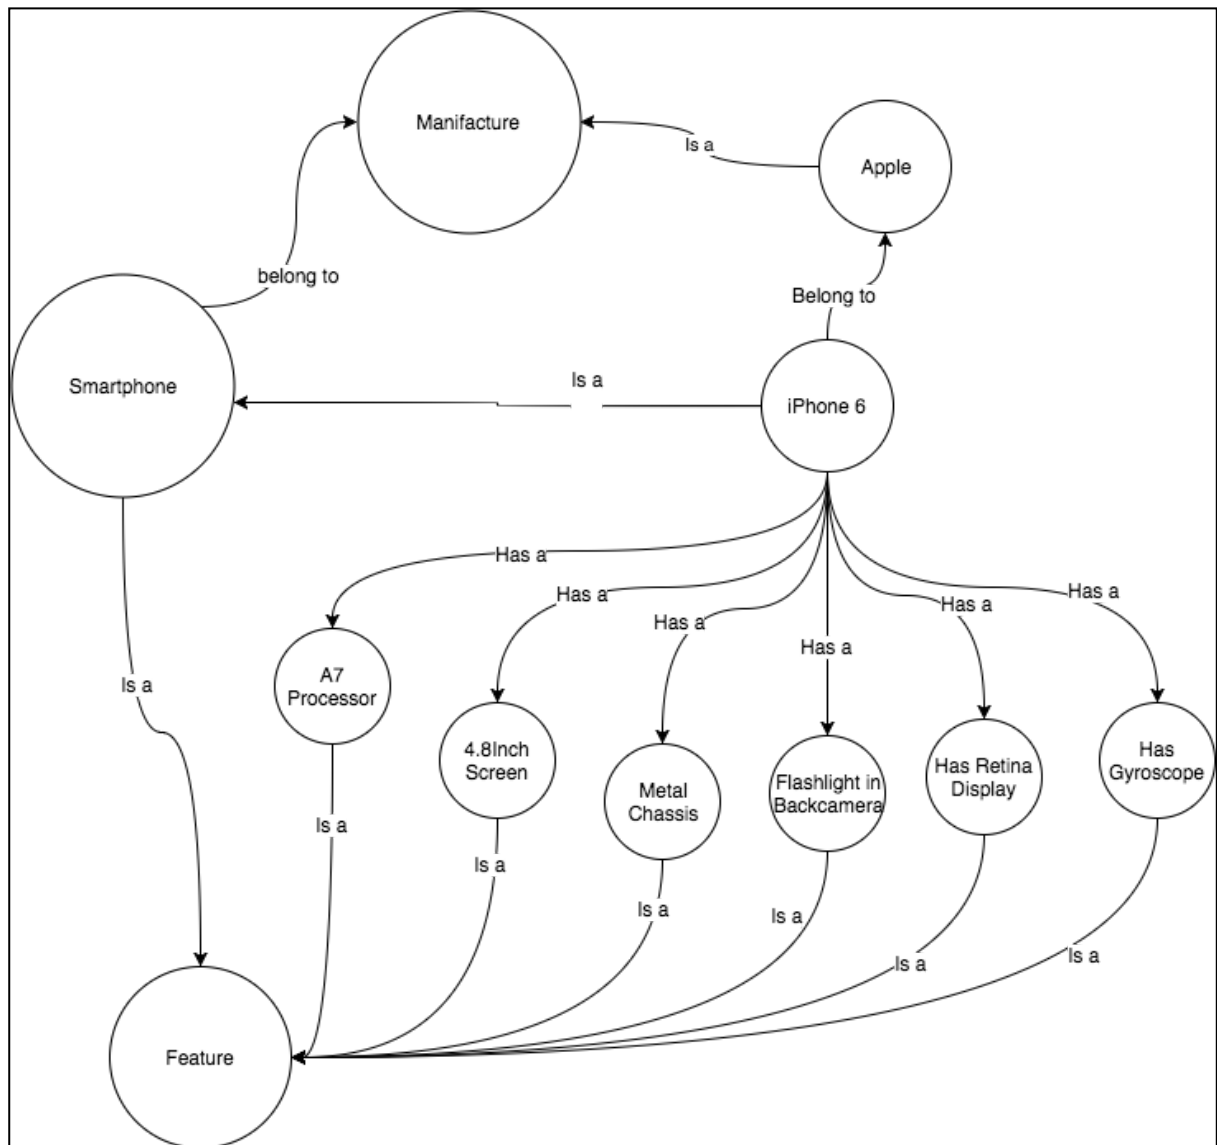 Manifacture
Is a
Apple
belong to
Belong to
Smartphone
Is a
iPhone 6
Has a
Has a
Has a
Has a
Has a
Has a
Is a
A7
Processor
4.8Inch
Screen
Metal
Chassis
Flashlight in
Backcamera
Has Retina
Display
Has
Gyroscope
Is a
Is a
Is a
Is a
Is a
Is a
Feature